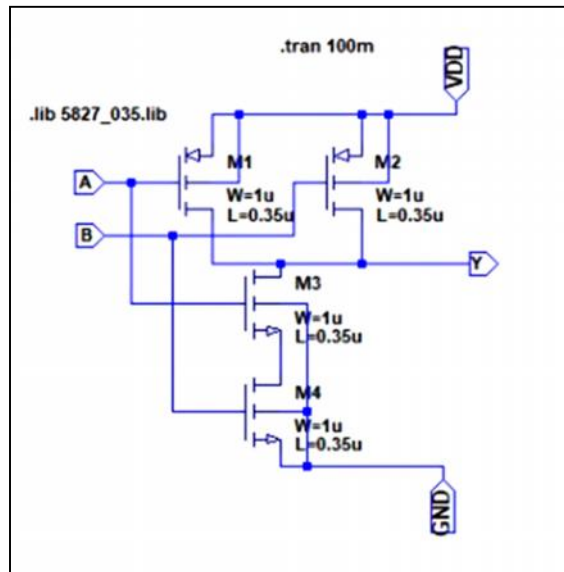 .tran 100m
VDD
.lib 5827_035.lib
A
M1
M2
W=1u
L=0.35u
W=1u
L=0.35u
B
Y
M3
W=1u
L=0.35u
M4
W=1u
L=0.35u
GND